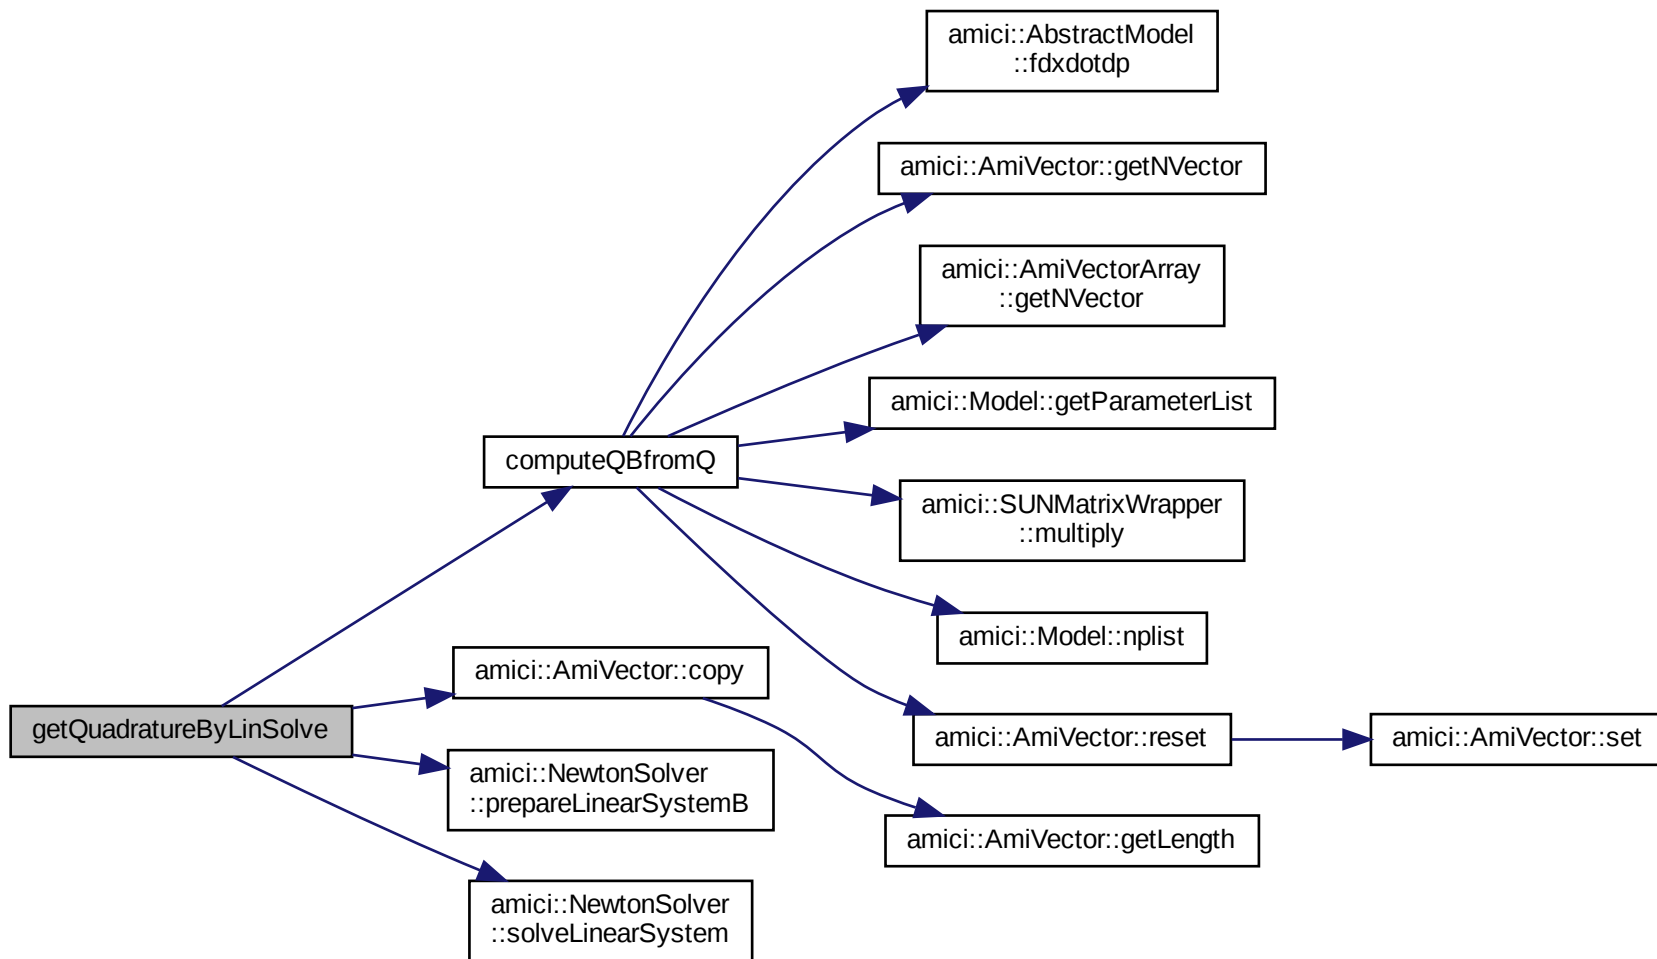 amici::AbstractModel
::fdxdotdp
amici::AmiVector::getNVector
amici::AmiVectorArray
::getNVector
amici::Model::getParameterList
computeQBfromQ
amici::SUNMatrixWrapper
::multiply
amici::Model::nplist
amici::AmiVector::copy
getQuadratureByLinSolve
amici::AmiVector::reset
amici::AmiVector::set
amici::NewtonSolver
::prepareLinearSystemB
amici::AmiVector::getLength
amici::NewtonSolver
::solveLinearSystem